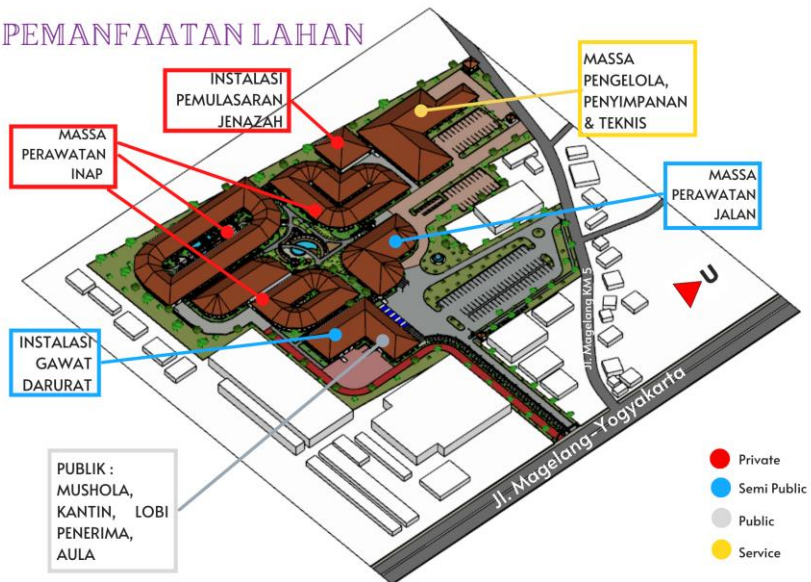 PEMANFAATAN LAHAN
INSTALASI
PEMULASARAN
JENAZAH
MASSA
PENGELOLA,
PENYIMPANAN
& TEKNIS
MASSA
PERAWATAN
INAP
MASSA
PERAWATAN
JALAN
INSTALASI
GAWAT
DARURAT
PUBLIK :
MUSHOLA,
KANTIN, LOBI
PENERIMA,
AULA
Jl. Magelang KM 5
U
Jl. Magelang-Yogyakarta
Private
Semi Public
Public
Service